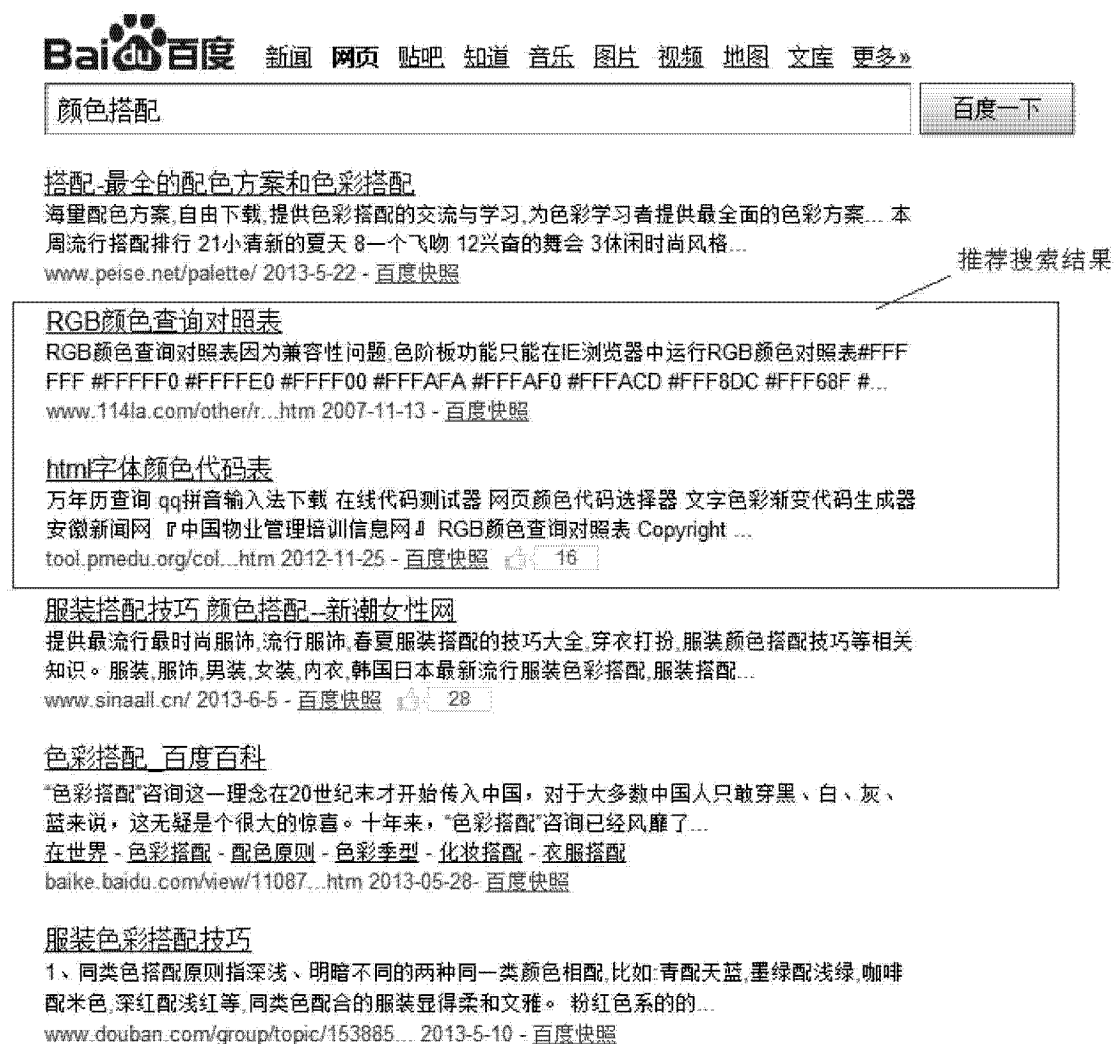 Bai du 百度 新闻 网页 贴吧 知道 音乐 图片 视频 地图 文库 更多»
颜色搭配 百度一下
搭配-最全的配色方案和色彩搭配
海量配色方案,自由下载,提供色彩搭配的交流与学习,为色彩学习者提供最全面的色彩方案... 本
周流行搭配排行 21小清新的夏天 8一个飞吻 12兴奋的舞会 3休闲时尚风格...
www.peise.net/palette/ 2013-5-22 - 百度快照
推荐搜索结果
RGB颜色查询对照表
RGB颜色查询对照表因为兼容性问题,色阶板功能只能在IE浏览器中运行RGB颜色对照表#FFF
FFF #FFFFF0 #FFFFE0 #FFFF00 #FFFAFA #FFFAF0 #FFFACD #FFF8DC #FFF68F #...
www.114la.com/other/r...htm 2007-11-13 - 百度快照
html字体颜色代码表
万年历查询 qq拼音输入法下载 在线代码测试器 网页颜色代码选择器 文字色彩渐变代码生成器
安徽新闻网 『中国物业管理培训信息网』 RGB颜色查询对照表 Copyright ...
tool.pmedu.org/col...htm 2012-11-25 - 百度快照 16
服装搭配技巧 颜色搭配--新潮女性网
提供最流行最时尚服饰,流行服饰,春夏服装搭配的技巧大全,穿衣打扮,服装颜色搭配技巧等相关
知识。服装,服饰,男装,女装,内衣,韩国日本最新流行服装色彩搭配,服装搭配...
www.sinaall.cn/ 2013-6-5 - 百度快照 28
色彩搭配_百度百科
“色彩搭配”咨询这一理念在20世纪末才开始传入中国，对于大多数中国人只敢穿黑、白、灰、
蓝来说，这无疑是个很大的惊喜。十年来，“色彩搭配”咨询已经风靡了...
在世界 - 色彩搭配 - 配色原则 - 色彩季型 - 化妆搭配 - 衣服搭配
baike.baidu.com/view/11087...htm 2013-05-28- 百度快照
服装色彩搭配技巧
1、同类色搭配原则指深浅、明暗不同的两种同一类颜色相配,比如:青配天蓝,墨绿配浅绿,咖啡
配米色,深红配浅红等,同类色配合的服装显得柔和文雅。 粉红色系的的...
www.douban.com/group/topic/153885... 2013-5-10 - 百度快照